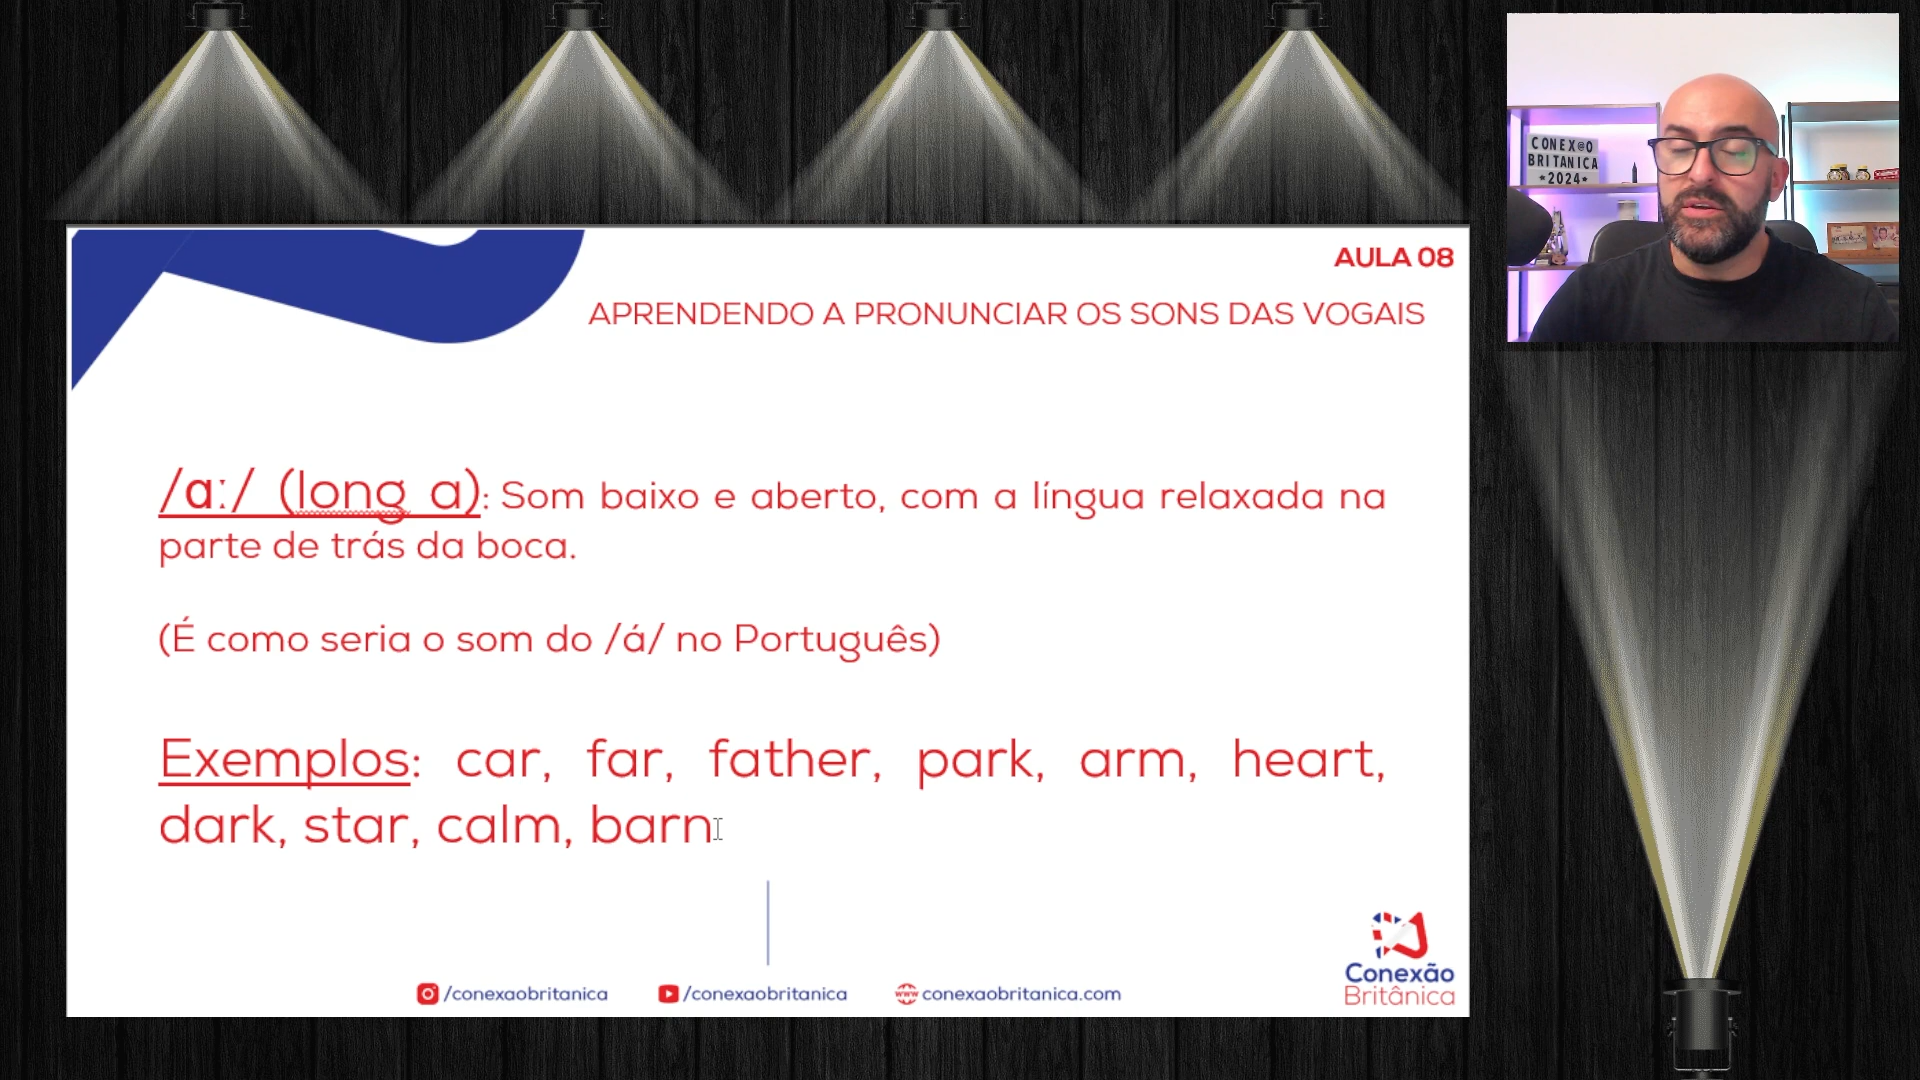 CONEX@O
BRITANICA
*2024*
AULA 08
APRENDENDO A PRONUNCIAR OS SONS DAS VOGAIS
/ɑː/ (long a): Som baixo e aberto, com a língua relaxada na
parte de trás da boca.
(É como seria o som do /á/ no Português)
Exemplos: car, far, father, park, arm, heart,
dark, star, calm, barn
/conexaobritanica
/conexaobritanica
www conexaobritanica.com
Conexão
Britânica